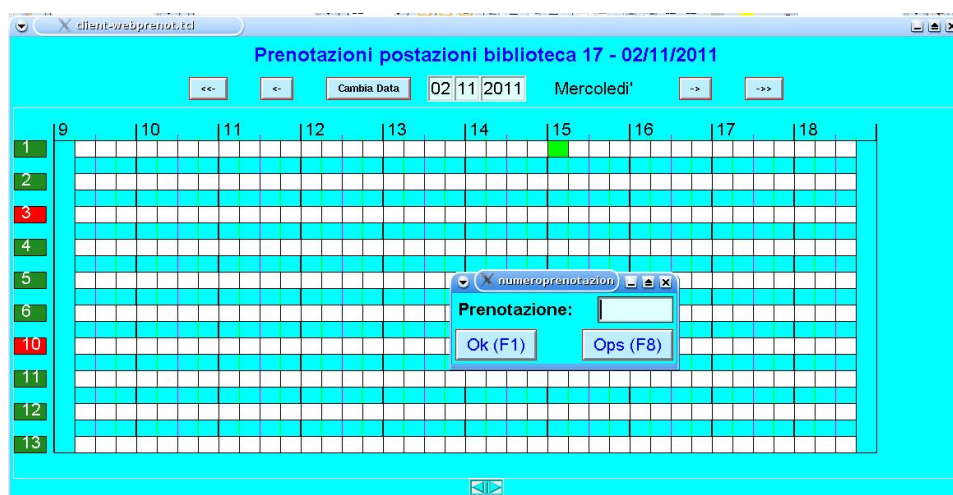 client-webprenot.tcl
Prenotazioni postazioni biblioteca 17 - 02/11/2011
<<- <- Cambia Data 02 11 2011 Mercoledi' -> ->>
9 10 11 12 13 14 15 16 17 18
1
2
3
4
5
numeroprenotazion
6
Prenotazione:
10
Ok (F1) Ops (F8)
11
12
13